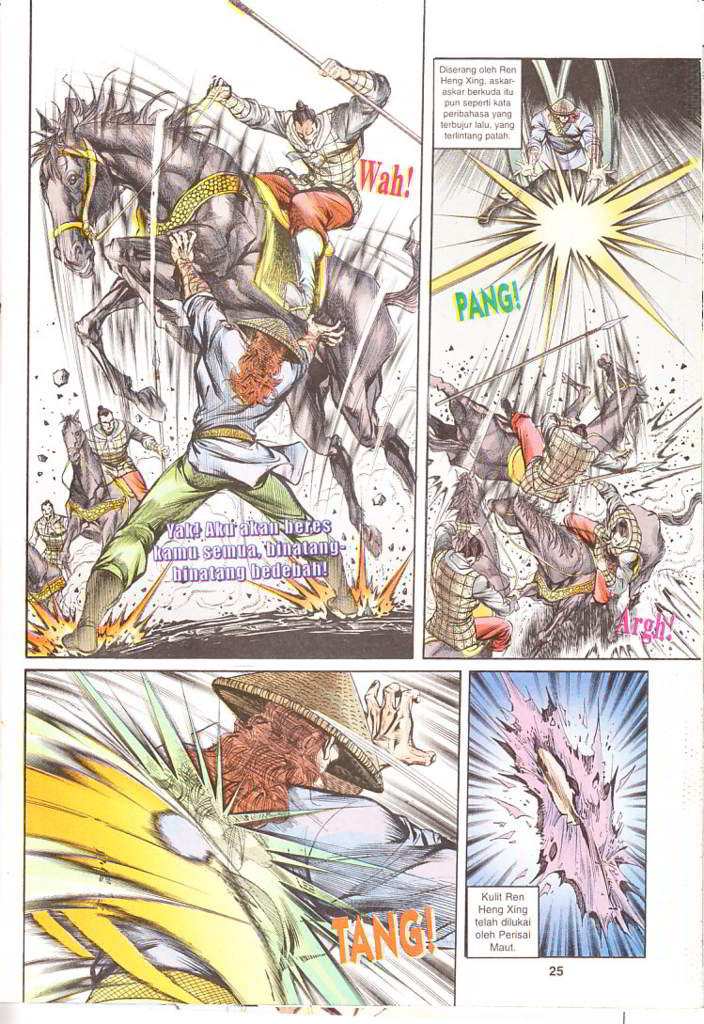 Wah!
Yak! Aku akan beres
kamu semua, binatang-
binatang bedebah!
Diserang oleh Ren
Heng Xing, askar-
askar berkuda itu
pun seperti kata
peribahasa yang
terbujur lalu, yang
terlintang patah.
PANG!
Argh!
TANG!
Kulit Ren
Heng Xing
telah dilukai
oleh Perisai
Maut.
25